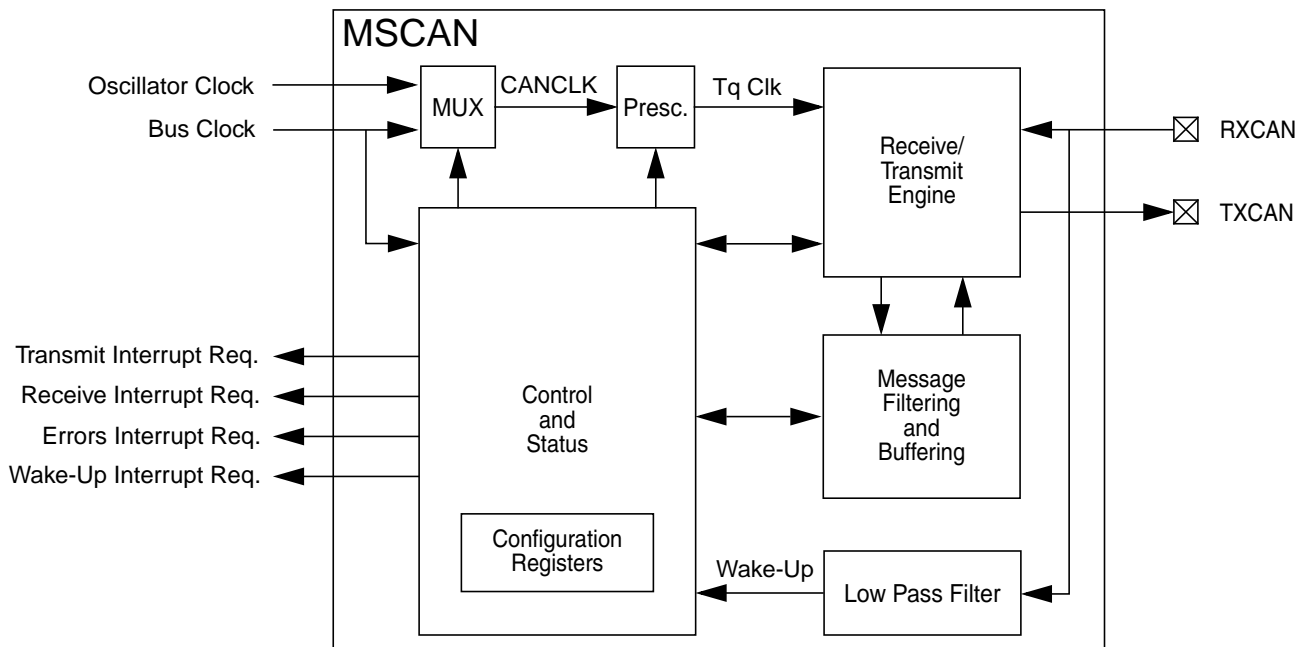 MSCAN
Oscillator Clock
Bus Clock
MUX
CANCLK
Presc.
Tq Clk
Receive/
Transmit
Engine
RXCAN
TXCAN
Transmit Interrupt Req.
Receive Interrupt Req.
Errors Interrupt Req.
Wake-Up Interrupt Req.
Control
and
Status
Message
Filtering
and
Buffering
Configuration
Registers
Wake-Up
Low Pass Filter